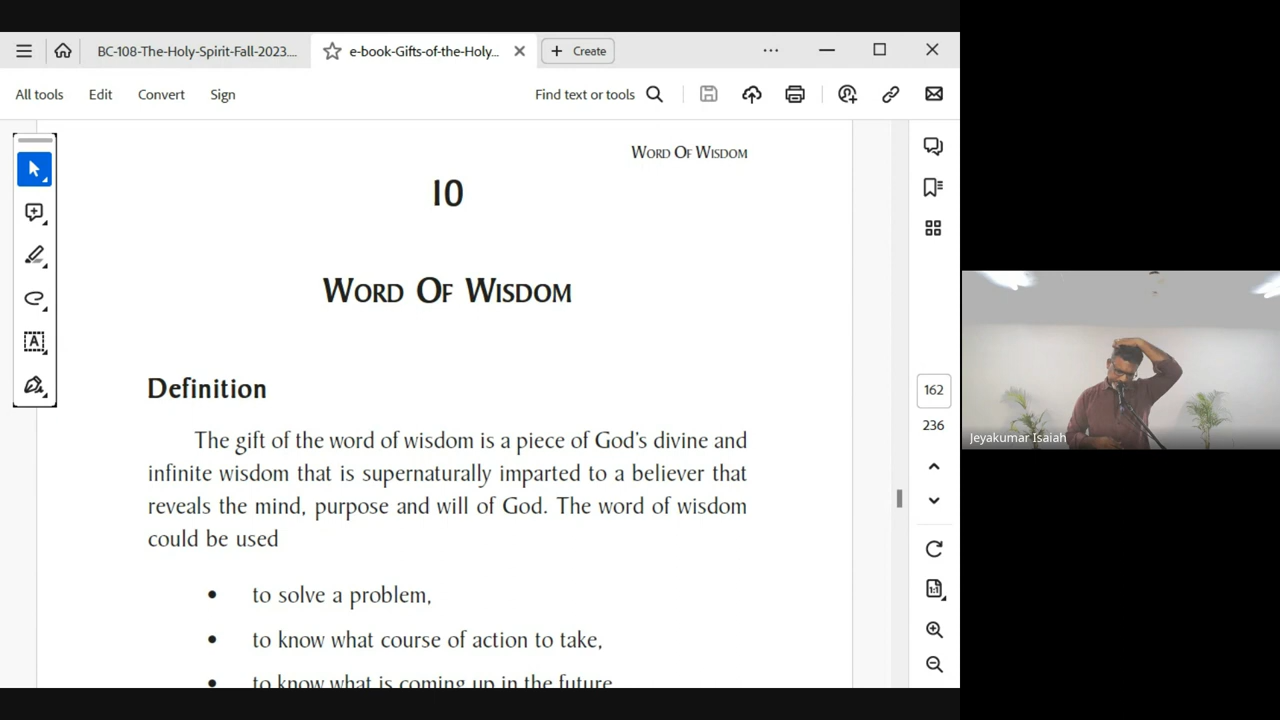 BC-108-The-Holy-Spirit-Fall-2023....
e-book-Gifts-of-the-Holy...
Create
All tools
Edit
Convert
Sign
Find text or tools
WORD OF WISDOM
10
WORD OF WISDOM
Definition
The gift of the word of wisdom is a piece of God's divine and
infinite wisdom that is supernaturally imparted to a believer that
reveals the mind, purpose and will of God. The word of wisdom
could be used
• to solve a problem,
• to know what course of action to take,
• to know what is coming up in the future
162
236
1:1
Jeyakumar Isaiah